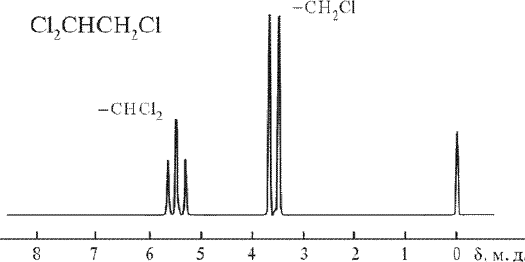 Cl₂CHCH₂Cl
–CH₂Cl
–CHCl₂
8 7 6 5 4 3 2 1 0 δ, м. д.